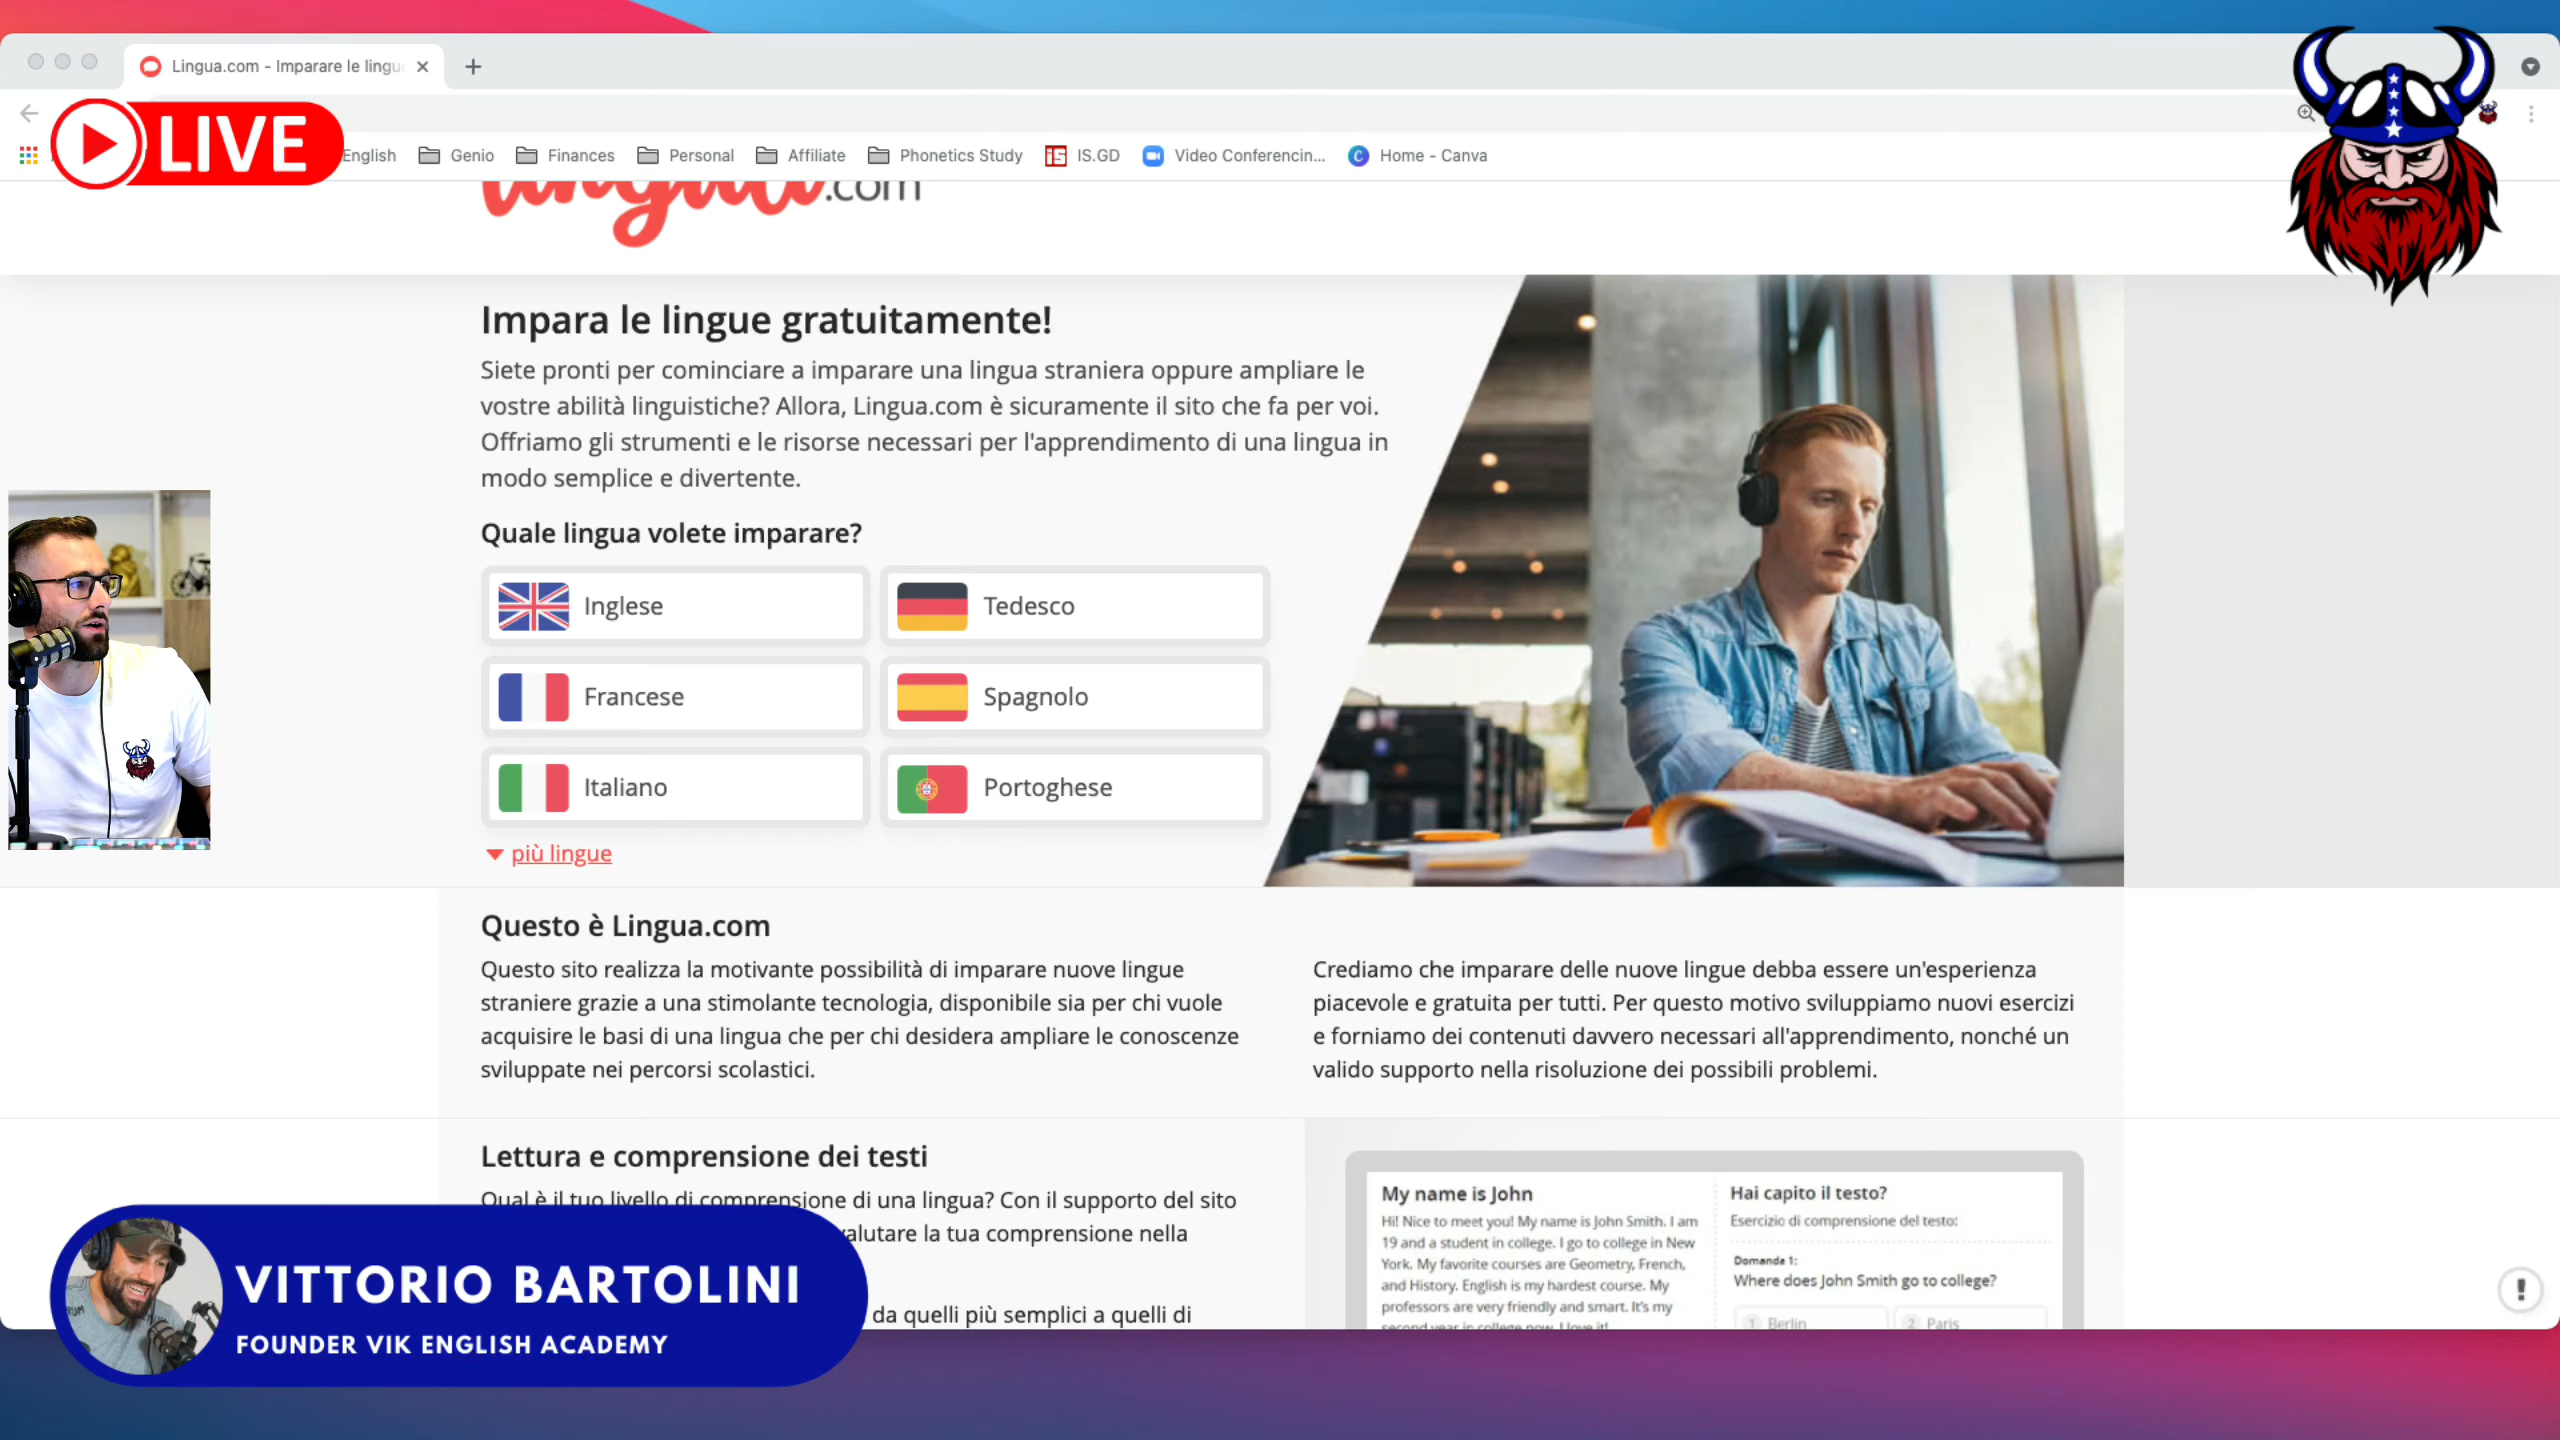 Lingua.com - Imparare le lingu
LIVE
English Genio Finances Personal Affiliate Phonetics Study IS.GD Video Conferencin... Home - Canva
lingua.com
Impara le lingue gratuitamente!
Siete pronti per cominciare a imparare una lingua straniera oppure ampliare le
vostre abilità linguistiche? Allora, Lingua.com è sicuramente il sito che fa per voi.
Offriamo gli strumenti e le risorse necessari per l'apprendimento di una lingua in
modo semplice e divertente.
Quale lingua volete imparare?
Inglese Tedesco
Francese Spagnolo
Italiano Portoghese
più lingue
Questo è Lingua.com
Questo sito realizza la motivante possibilità di imparare nuove lingue
straniere grazie a una stimolante tecnologia, disponibile sia per chi vuole
acquisire le basi di una lingua che per chi desidera ampliare le conoscenze
sviluppate nei percorsi scolastici.
Crediamo che imparare delle nuove lingue debba essere un'esperienza
piacevole e gratuita per tutti. Per questo motivo sviluppiamo nuovi esercizi
e forniamo dei contenuti davvero necessari all'apprendimento, nonché un
valido supporto nella risoluzione dei possibili problemi.
Lettura e comprensione dei testi
Qual è il tuo livello di comprensione di una lingua? Con il supporto del sito
valutare la tua comprensione nella
da quelli più semplici a quelli di
My name is John
Hi! Nice to meet you! My name is John Smith. I am
19 and a student in college. I go to college in New
York. My favorite courses are Geometry, French,
and History. English is my hardest course. My
professors are very friendly and smart. It's my
second year in college now. I love it!
Hai capito il testo?
Esercizio di comprensione del testo:
Domanda 1:
Where does John Smith go to college?
1 Berlin 2 Paris
VITTORIO BARTOLINI
FOUNDER VIK ENGLISH ACADEMY